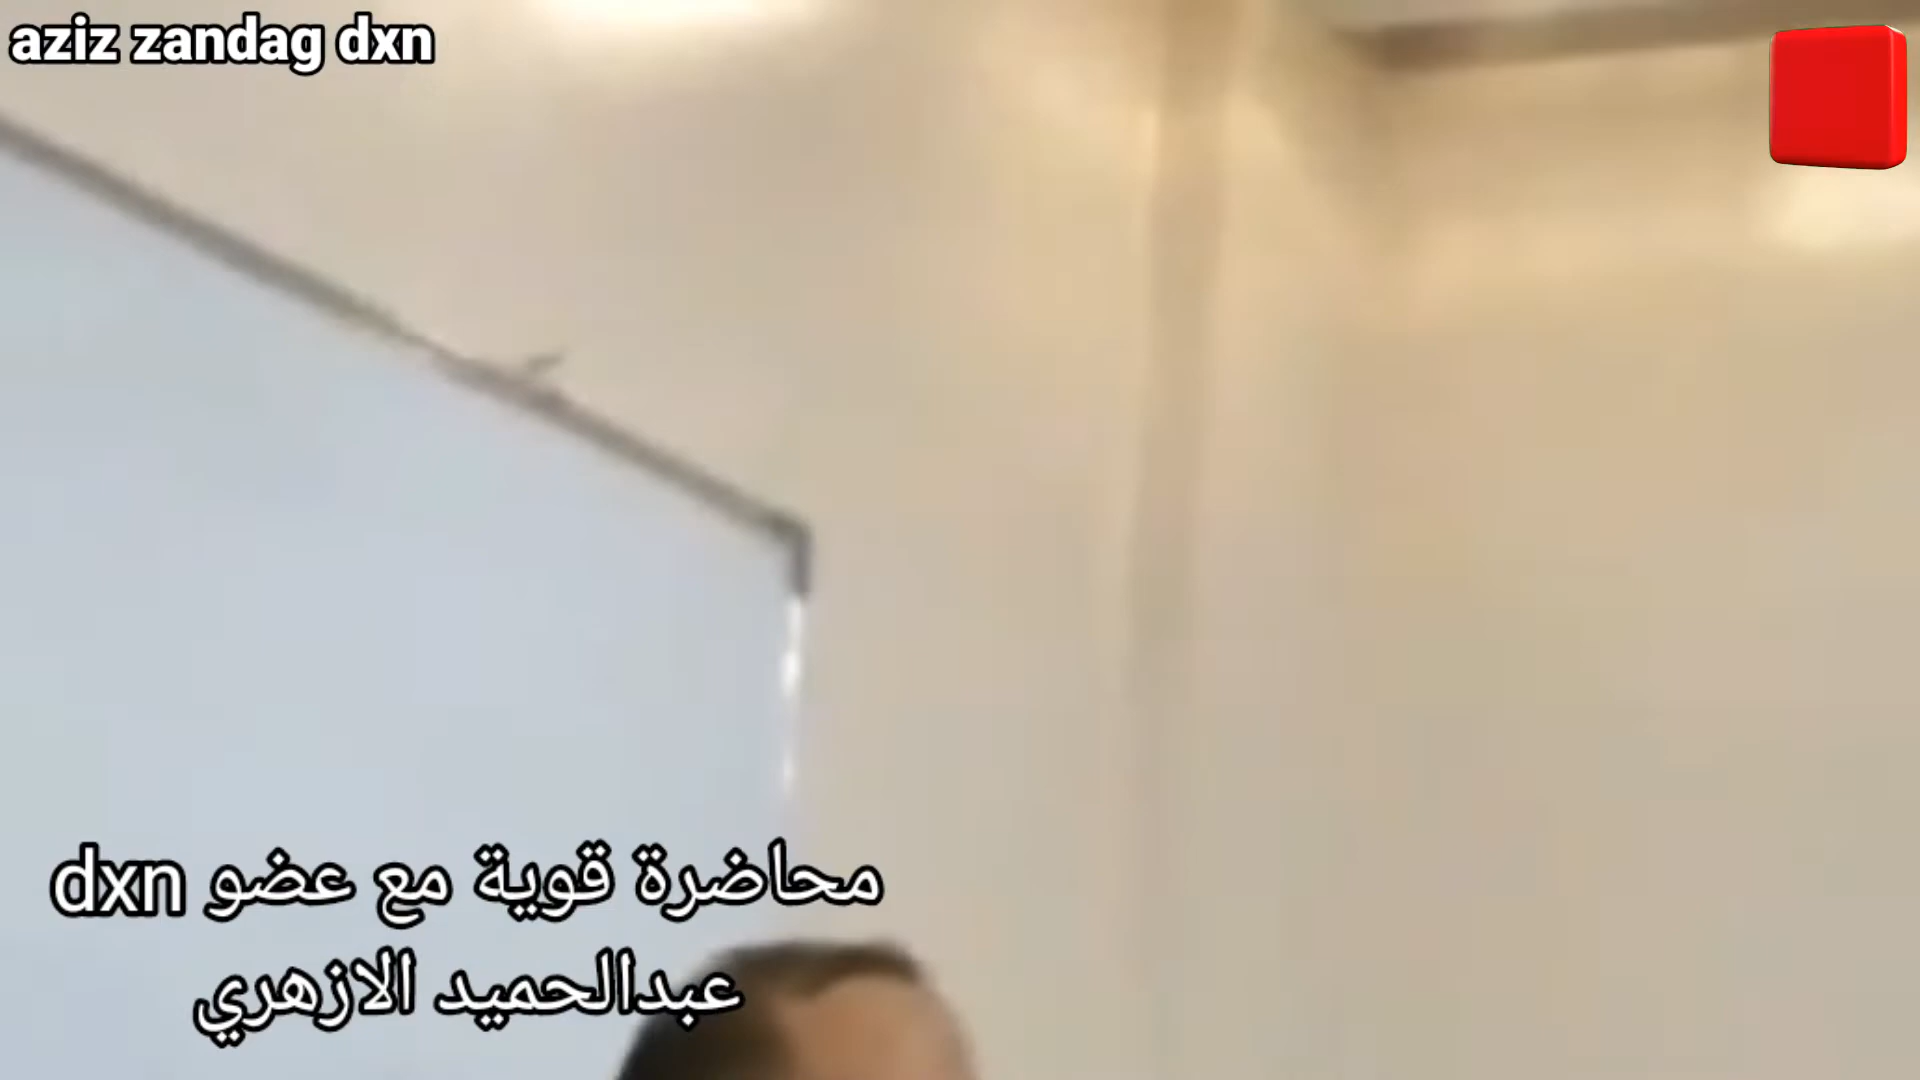 aziz zandag dxn
محاضرة قوية مع عضو dxn
عبدالحميد الازهري